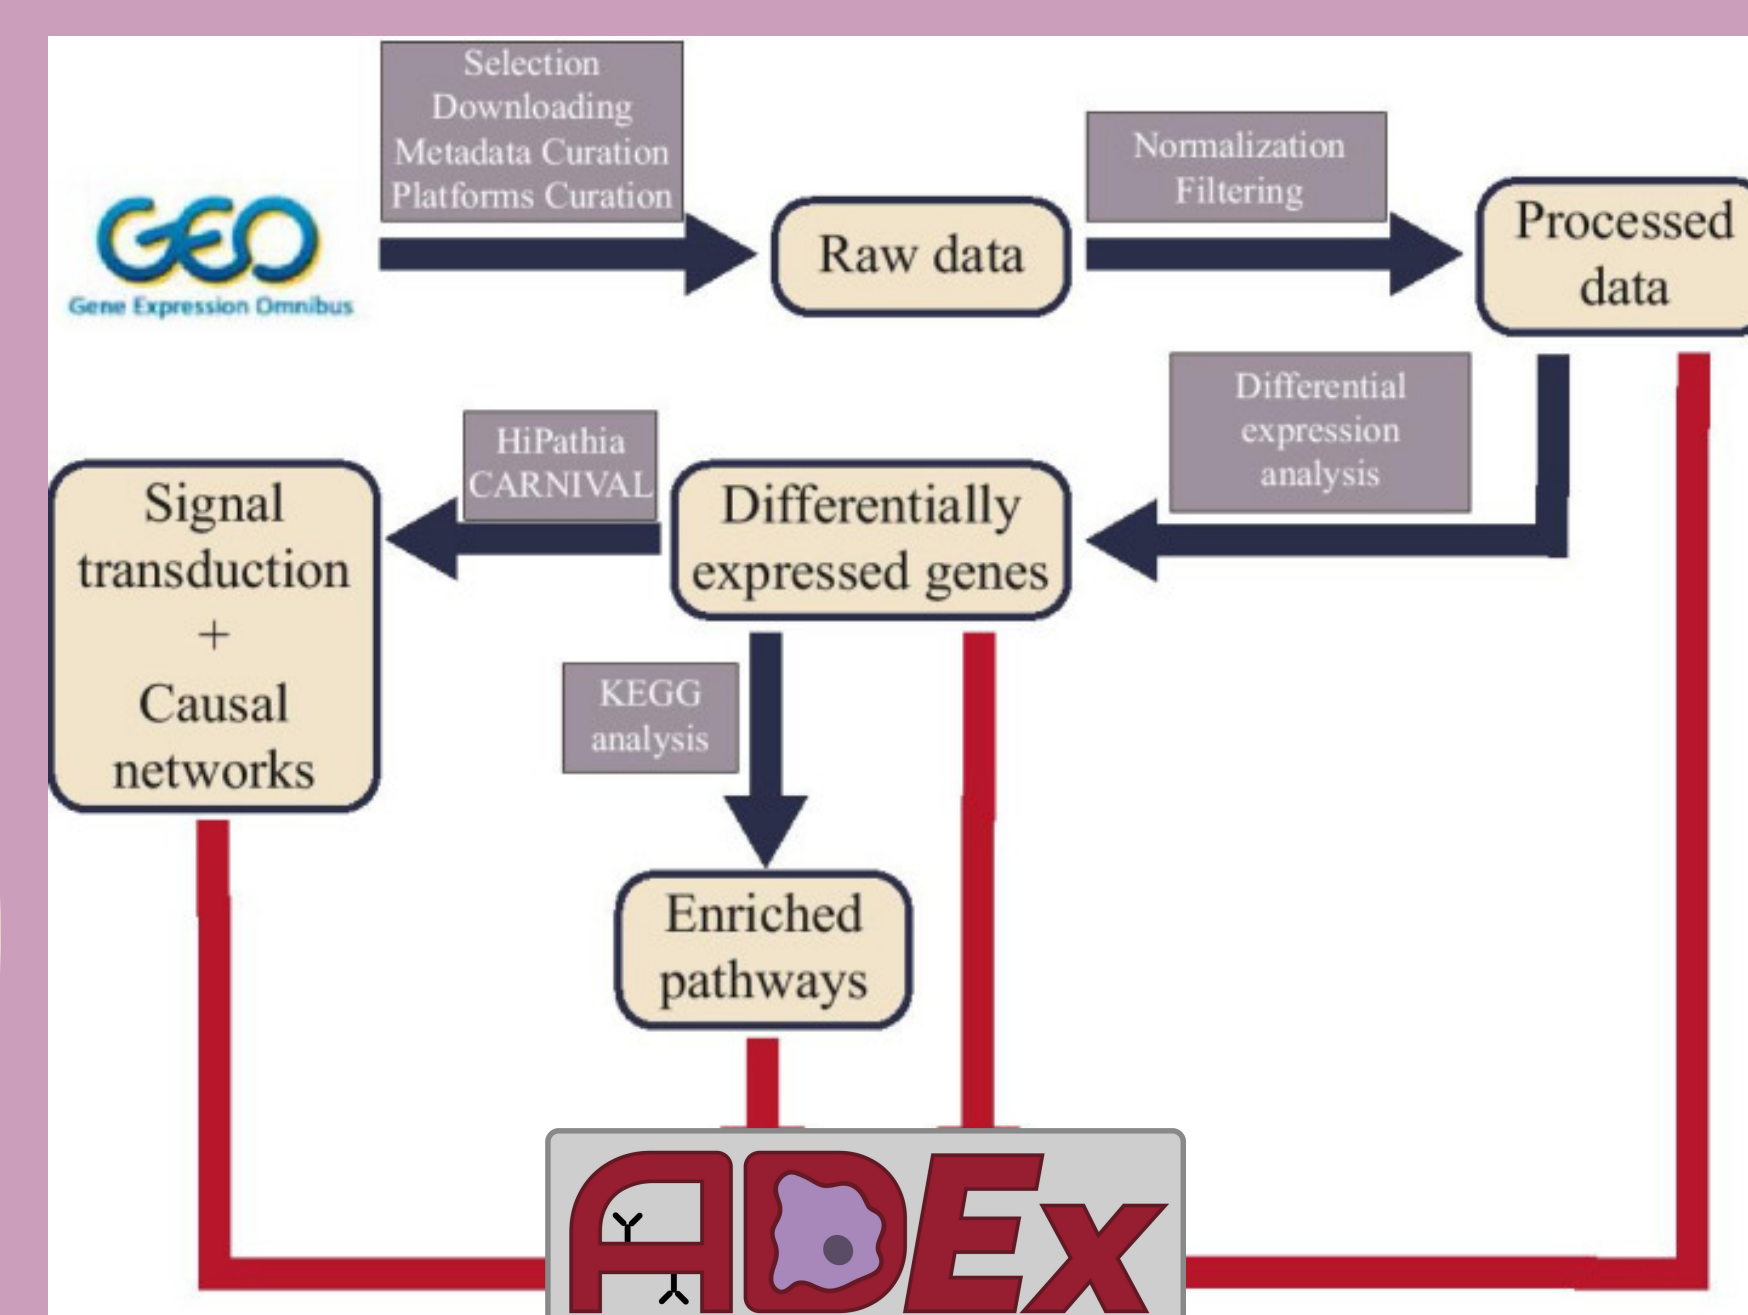 Selection
Downloading
Metadata Curation
Platforms Curation
GEO
Gene Expression Omnibus
Raw data
Normalization
Filtering
Processed
data
Differential
expression
analysis
HiPathia
CARNIVAL
Differentially
expressed genes
Signal
transduction
+
Causal
networks
KEGG
analysis
Enriched
pathways
ADEx